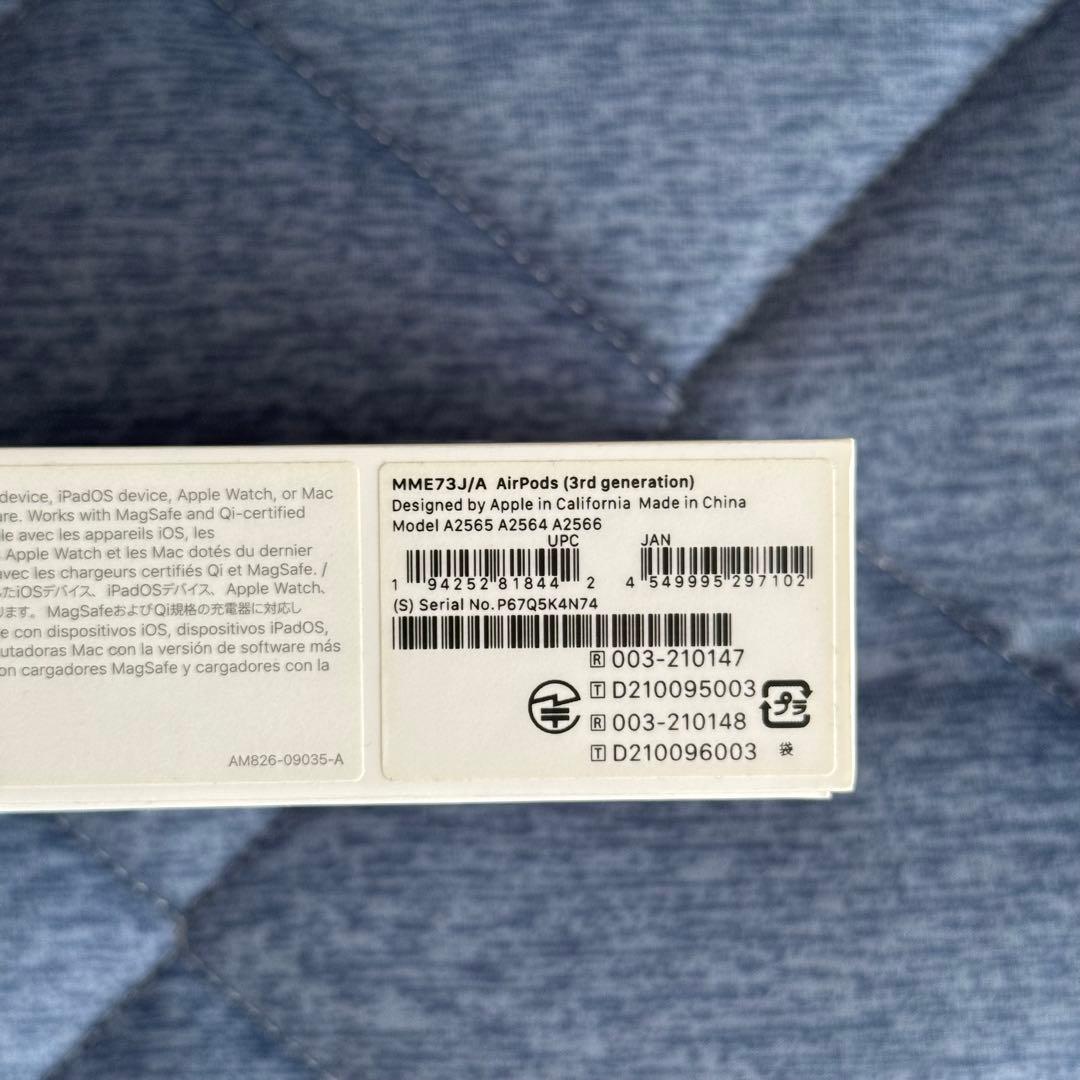 device, iPadOS device, Apple Watch, or Mac
are. Works with MagSafe and Qi-certified
le avec les appareils iOS, les
Apple Watch et les Mac dotés du dernier
avec les chargeurs certifiés Qi et MagSafe. /
たiOSデバイス、iPadOSデバイス、Apple Watch、
ます。MagSafeおよびQi規格の充電器に対応し
e con dispositivos iOS, dispositivos iPadOS,
utadoras Mac con la versión de software más
on cargadores MagSafe y cargadores con la
AM826-09035-A
MME73J/A AirPods (3rd generation)
Designed by Apple in California Made in China
Model A2565 A2564 A2566
UPC JAN
1 94252 81844 2 4 549995 297102
(S) Serial No. P67Q5K4N74
R 003-210147
T D210095003
R 003-210148
T D210096003
プラ
袋